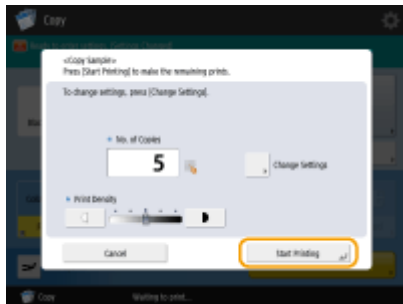 Copy
<Copy Sample>
Press [Start Printing] to make the remaining prints.
To change settings, press [Change Settings].
No. of Copies
5
Change Settings
Print Density
Cancel
Start Printing
Copy
Waiting to print...